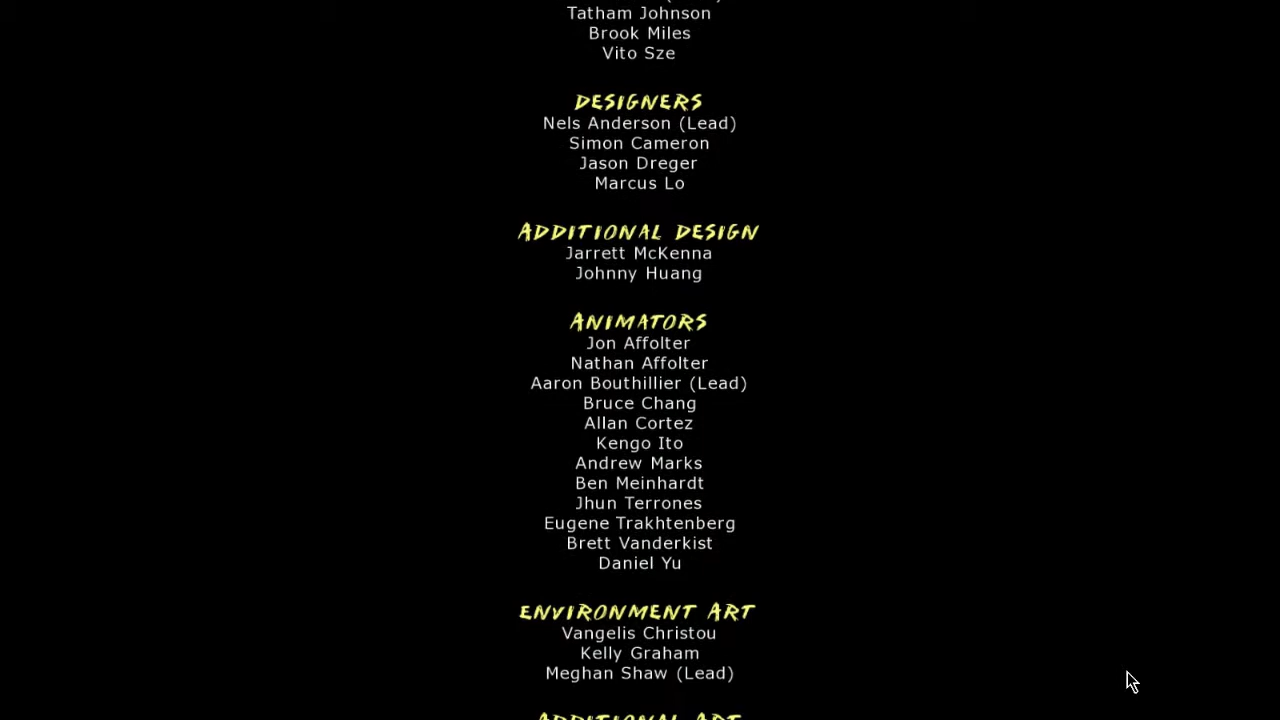 Tatham Johnson
Brook Miles
Vito Sze
DESIGNERS
Nels Anderson (Lead)
Simon Cameron
Jason Dreger
Marcus Lo
ADDITIONAL DESIGN
Jarrett McKenna
Johnny Huang
ANIMATORS
Jon Affolter
Nathan Affolter
Aaron Bouthillier (Lead)
Bruce Chang
Allan Cortez
Kengo Ito
Andrew Marks
Ben Meinhardt
Jhun Terrones
Eugene Trakhtenberg
Brett Vanderkist
Daniel Yu
ENVIRONMENT ART
Vangelis Christou
Kelly Graham
Meghan Shaw (Lead)
ADDITIONAL ART